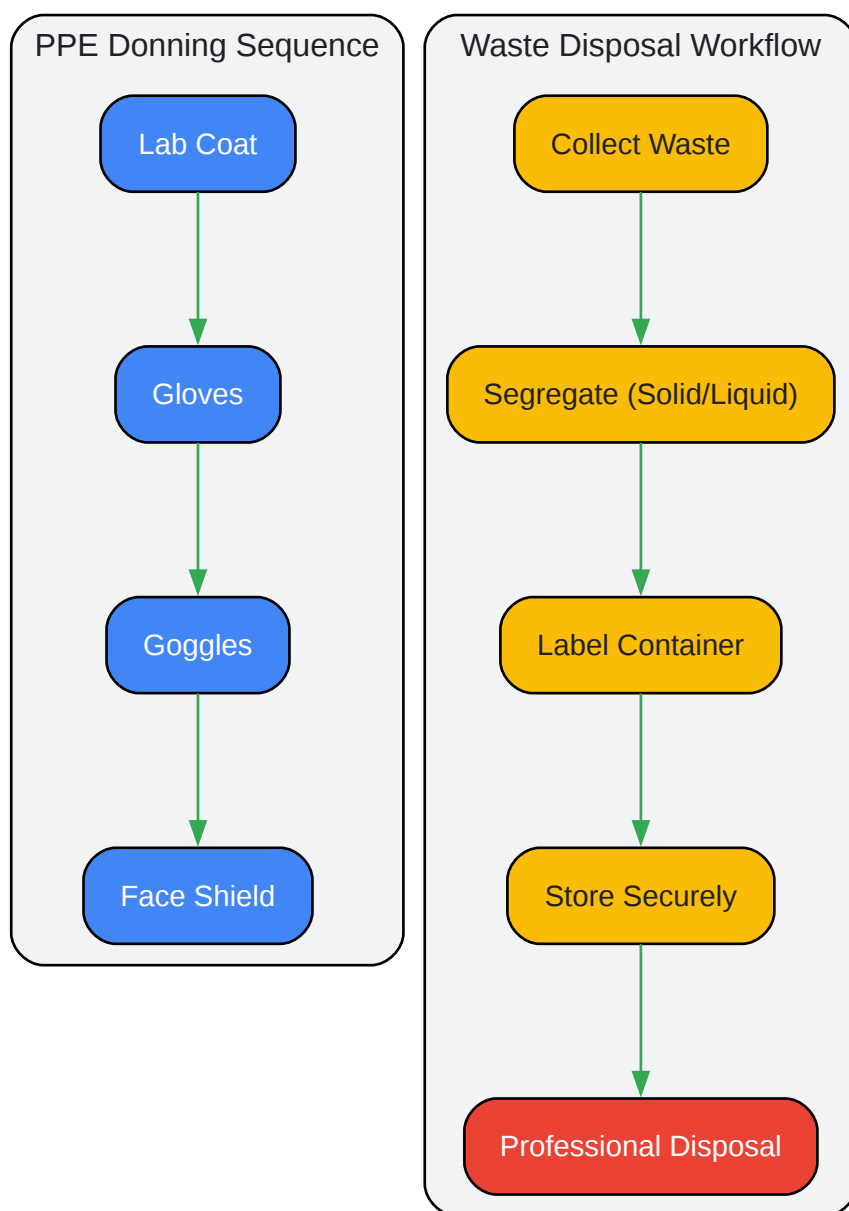 PPE Donning Sequence
Lab Coat
Gloves
Goggles
Face Shield
Waste Disposal Workflow
Collect Waste
Segregate (Solid/Liquid)
Label Container
Store Securely
Professional Disposal